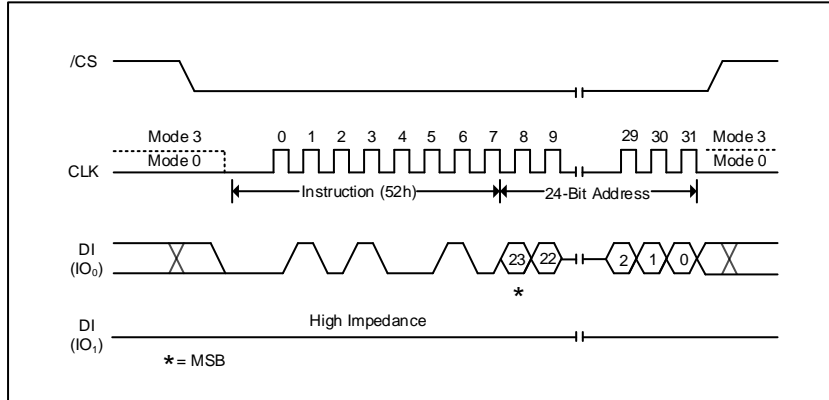 /CS
Mode 3 0 1 2 3 4 5 6 7 8 9 29 30 31 Mode 3
CLK Mode 0 Mode 0
Instruction (52h) 24-Bit Address
DI
(IO0) 23 22 2 1 0
*
DI High Impedance
(IO1)
* = MSB